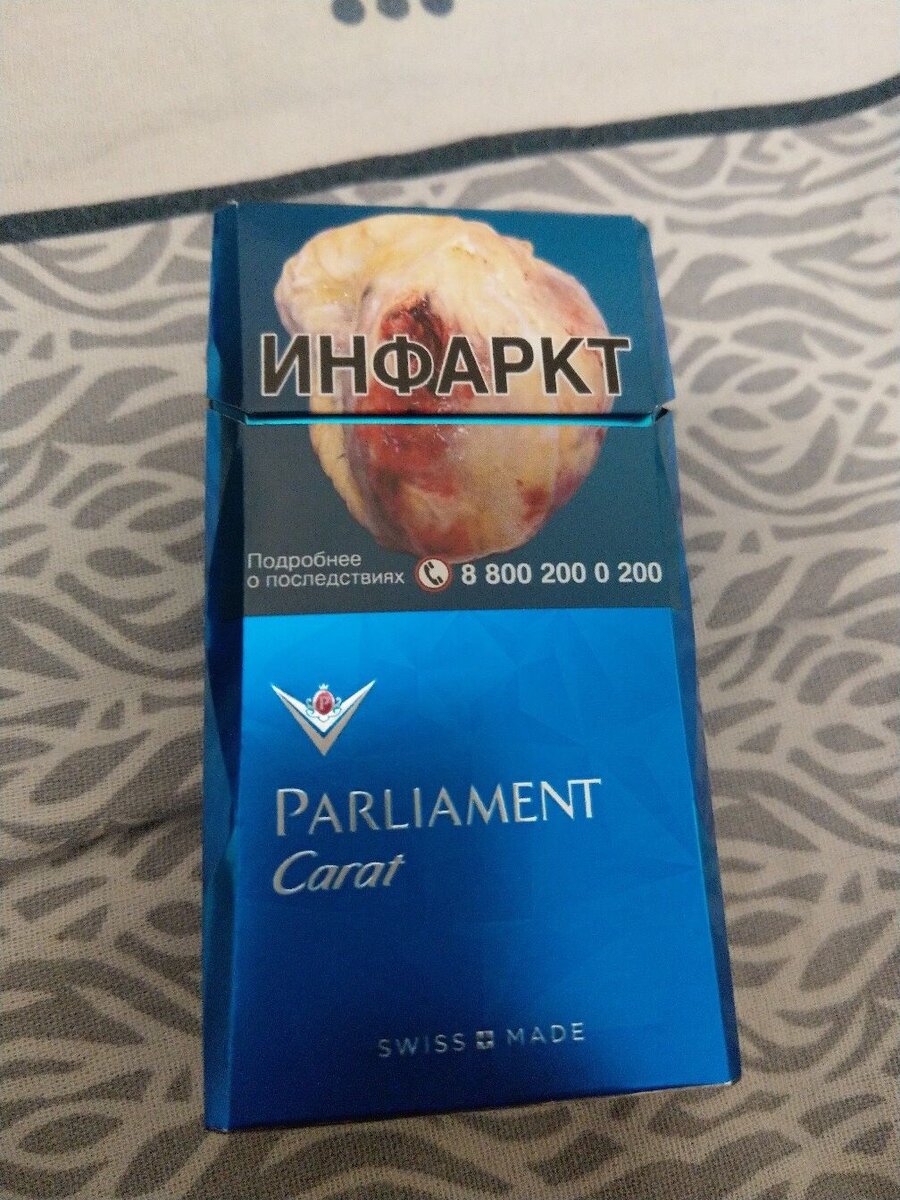 ИНФАРКТ
Подробнее
о последствиях 8 800 200 0 200
P
PARLIAMENT
Carat
SWISS MADE